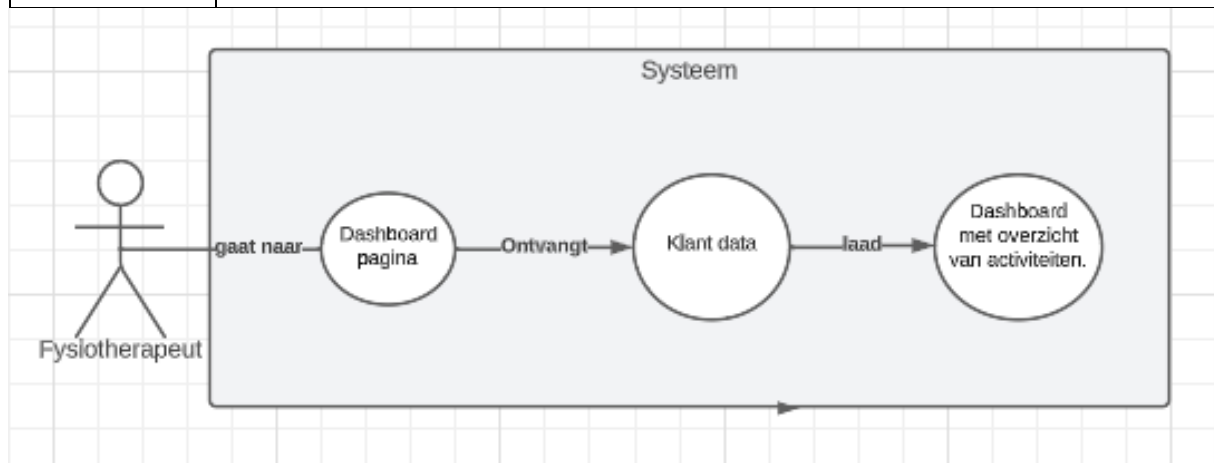 Systeem
gaat naar
Dashboard
pagina
Ontvangt
Klant data
laad
Dashboard
met overzicht
van activiteiten.
Fysiotherapeut